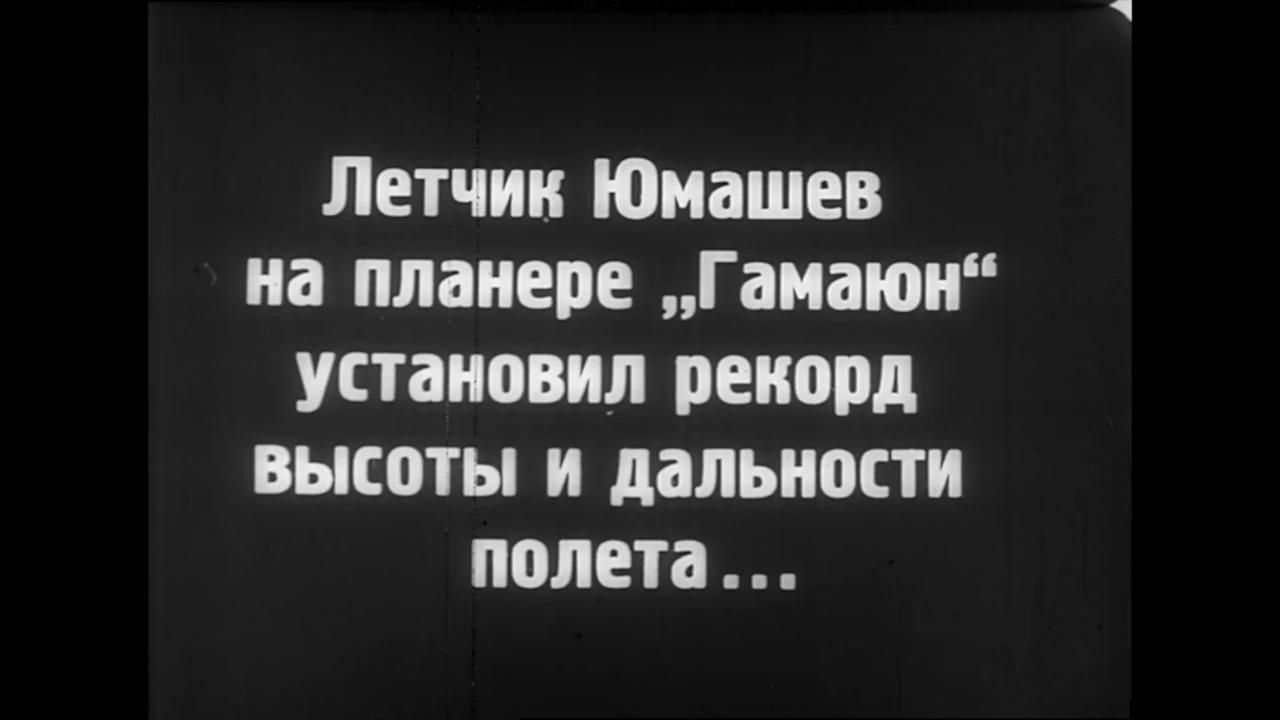 Летчик Юмашев
на планере „Гамаюн“
установил рекорд
высоты и дальности
полета...